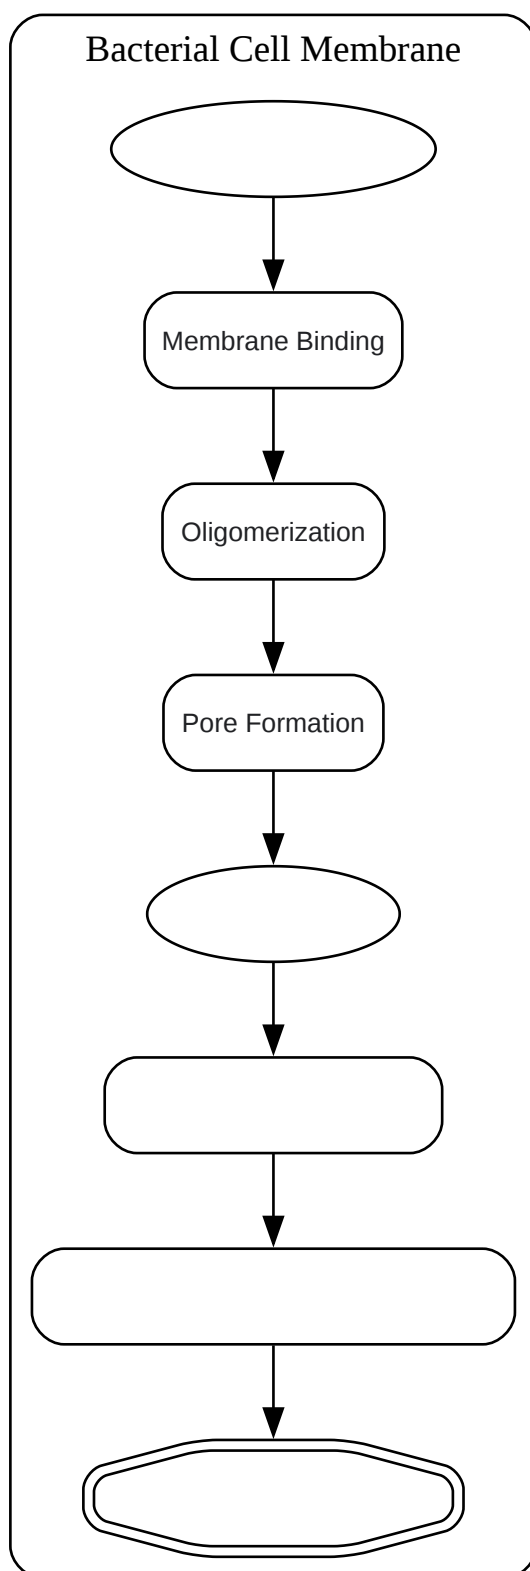 Bacterial Cell Membrane
Membrane Binding
Oligomerization
Pore Formation